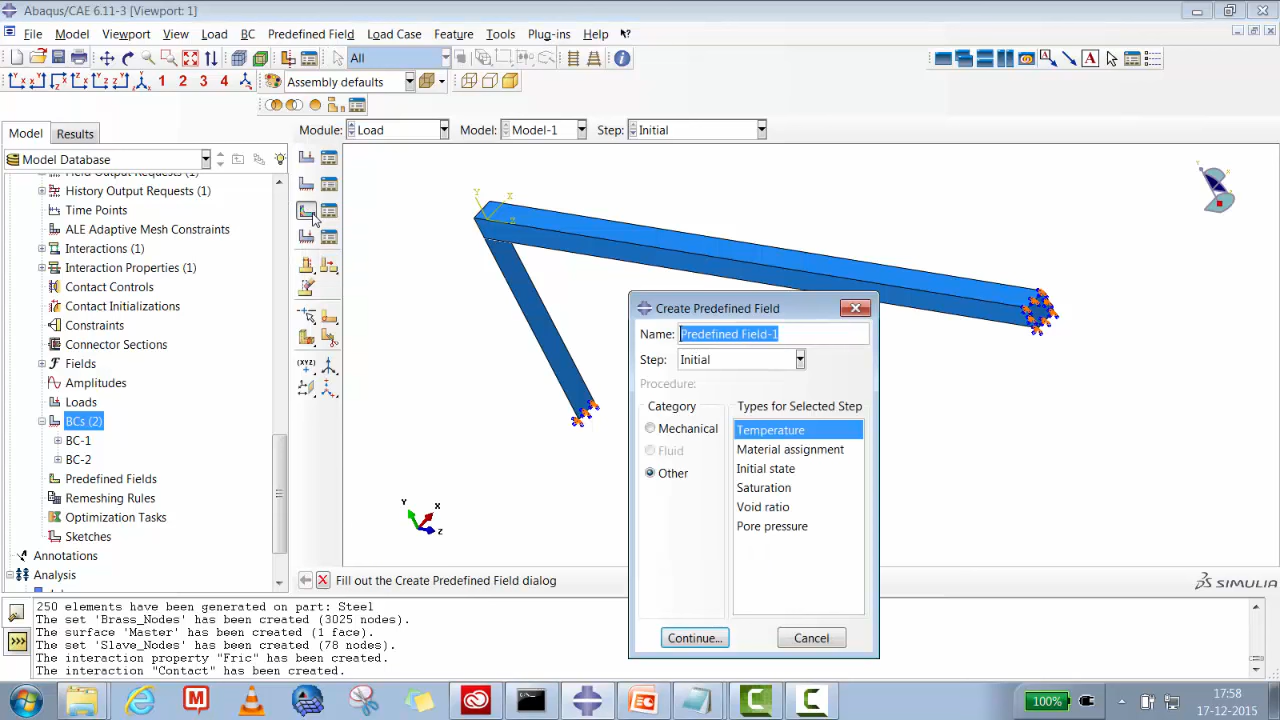 Abaqus/CAE 6.11-3 [Viewport: 1]
File Model Viewport View Load BC Predefined Field Load Case Feature Tools Plug-ins Help
All
1 2 3 4
Assembly defaults
Model Results
Module: Load Model: Model-1 Step: Initial
Model Database
History Output Requests (1)
Time Points
ALE Adaptive Mesh Constraints
Interactions (1)
Interaction Properties (1)
Contact Controls
Contact Initializations
Constraints
Connector Sections
Fields
Amplitudes
Loads
BCs (2)
BC-1
BC-2
Predefined Fields
Remeshing Rules
Optimization Tasks
Sketches
Annotations
Analysis
(XYZ)
Y X Z
Y X Z
Create Predefined Field
Name: Predefined Field-1
Step: Initial
Procedure:
Category
Mechanical
Fluid
Other
Types for Selected Step
Temperature
Material assignment
Initial state
Saturation
Void ratio
Pore pressure
Continue... Cancel
Fill out the Create Predefined Field dialog
SIMULIA
250 elements have been generated on part: Steel
The set 'Brass_Nodes' has been created (3025 nodes).
The surface 'Master' has been created (1 face).
The set 'Slave_Nodes' has been created (78 nodes).
The interaction property "Fric" has been created.
The interaction "Contact" has been created.
>>>
100%
17:58
17-12-2015